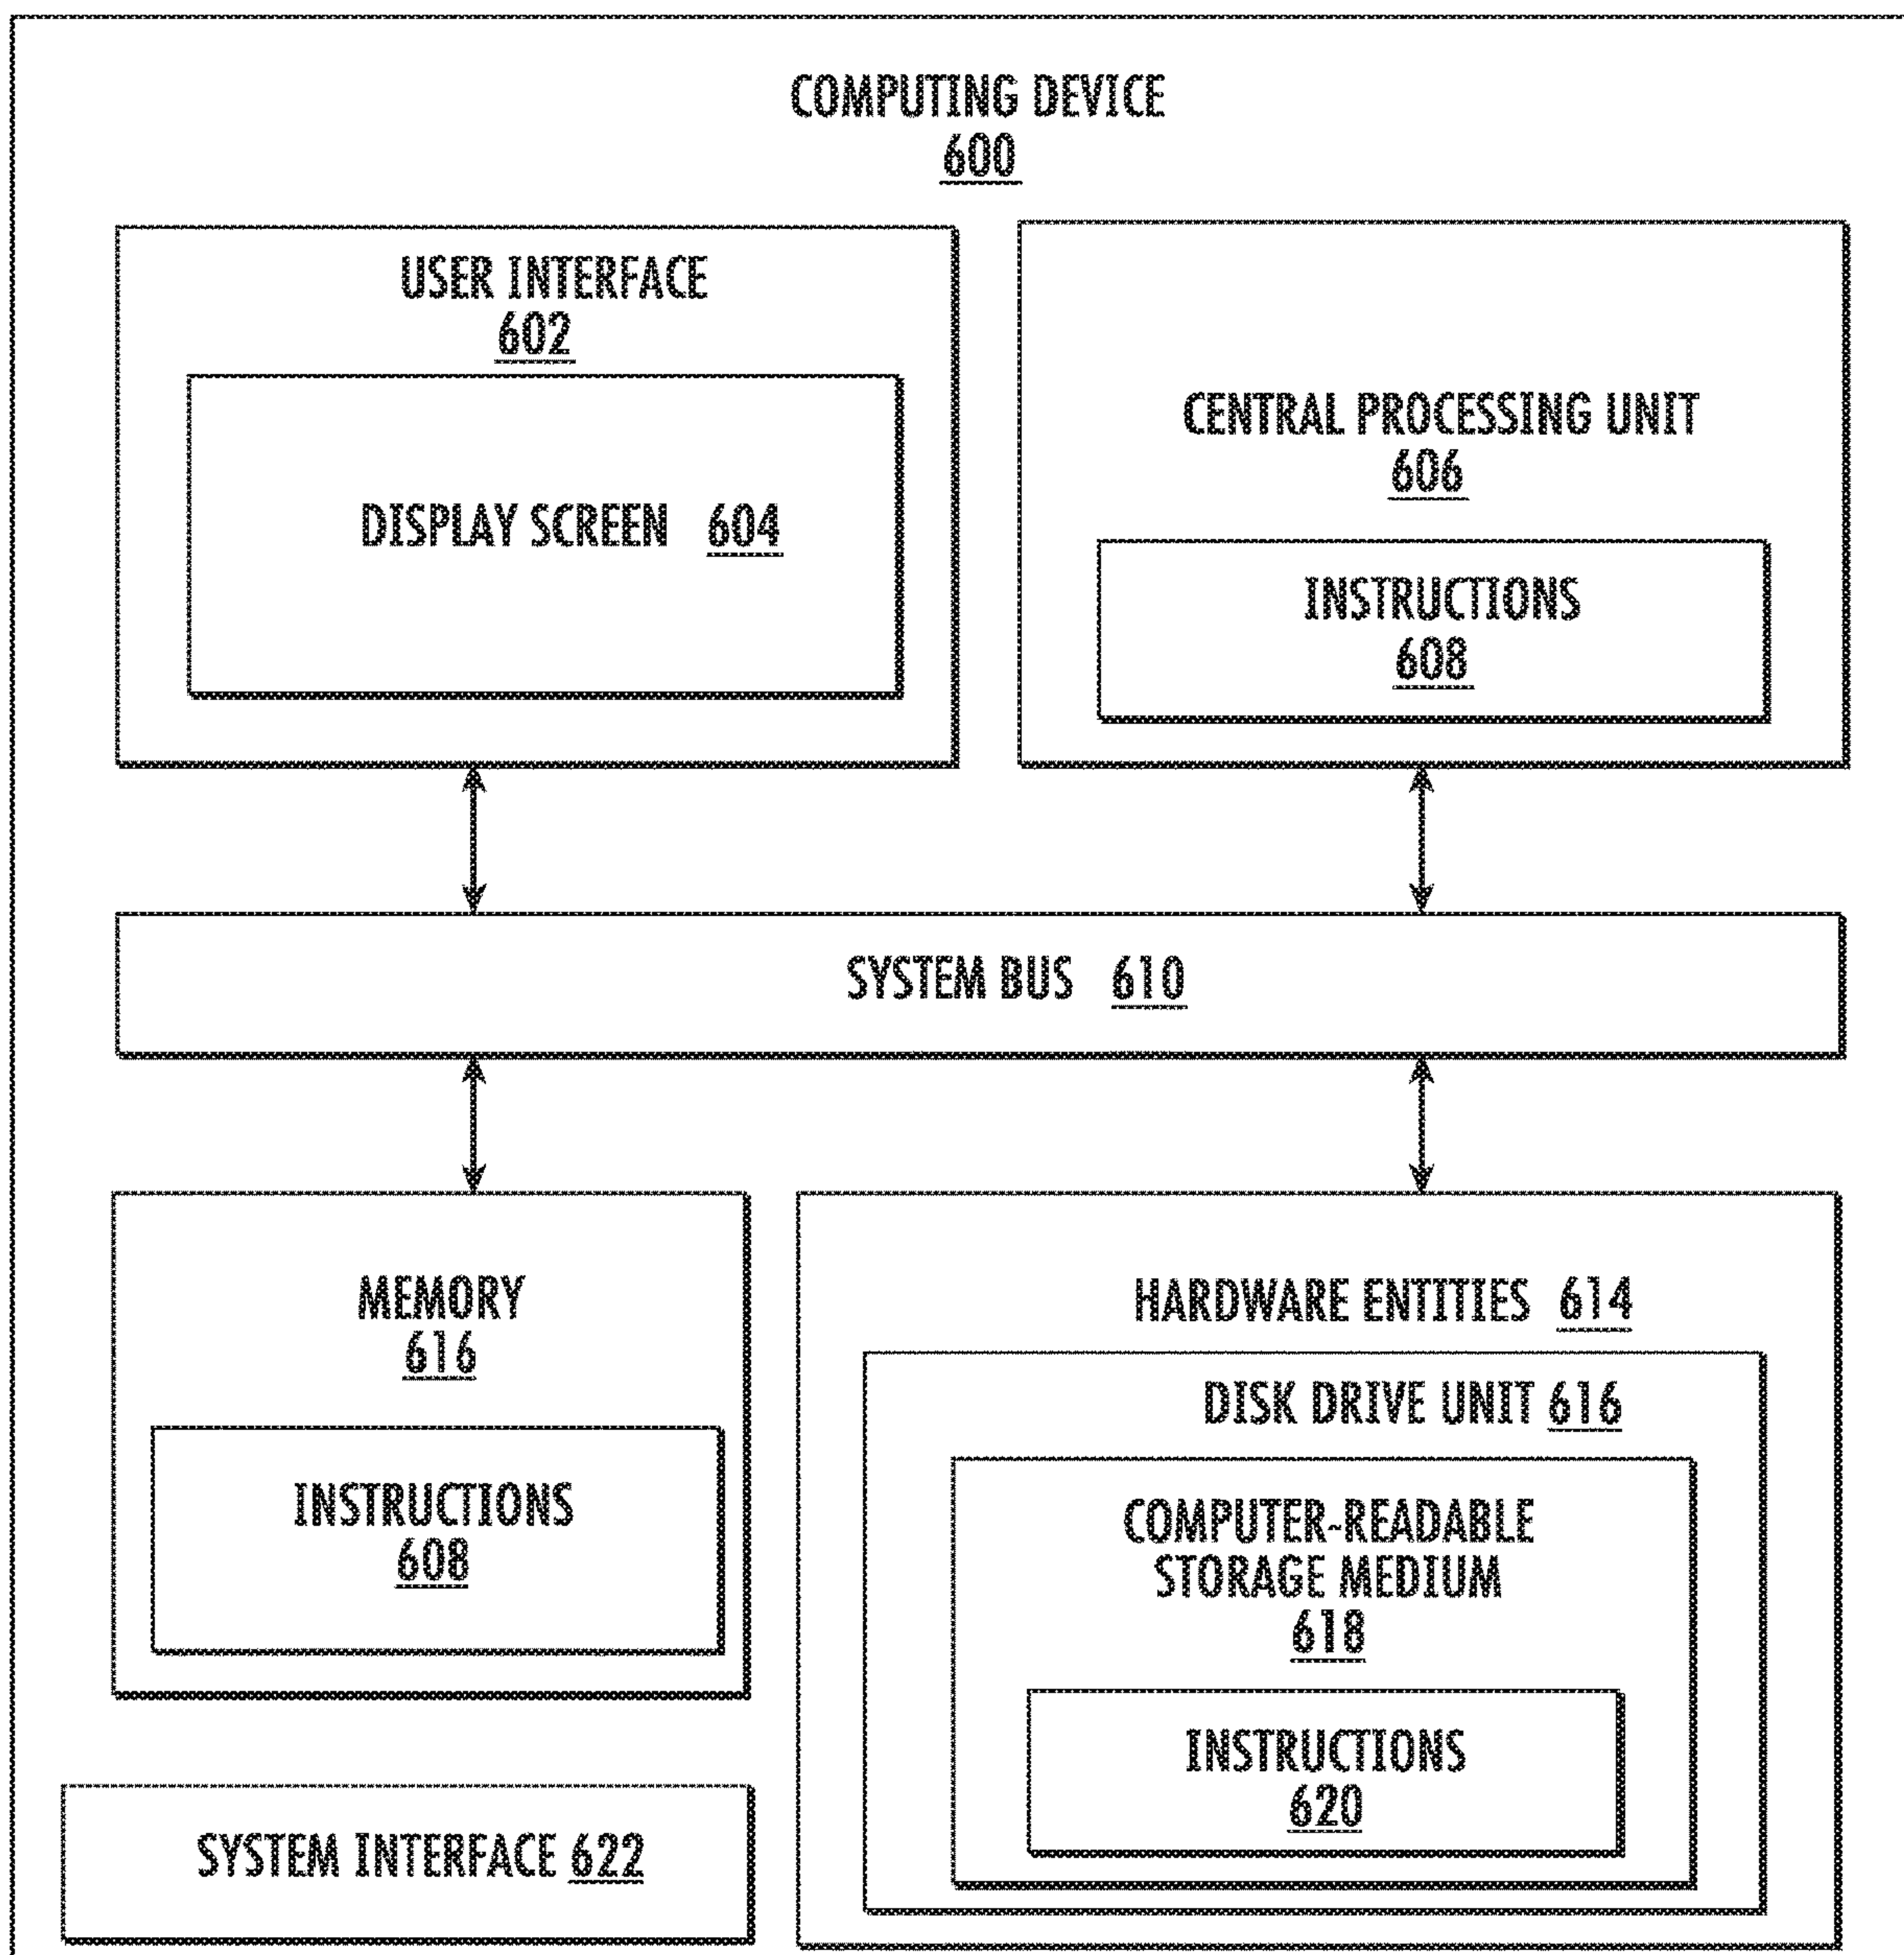 COMPUTING DEVICE
600
USER INTERFACE
602
DISPLAY SCREEN 604
CENTRAL PROCESSING UNIT
606
INSTRUCTIONS
608
SYSTEM BUS 610
MEMORY
616
INSTRUCTIONS
608
HARDWARE ENTITIES 614
DISK DRIVE UNIT 616
COMPUTER-READABLE
STORAGE MEDIUM
618
INSTRUCTIONS
620
SYSTEM INTERFACE 622